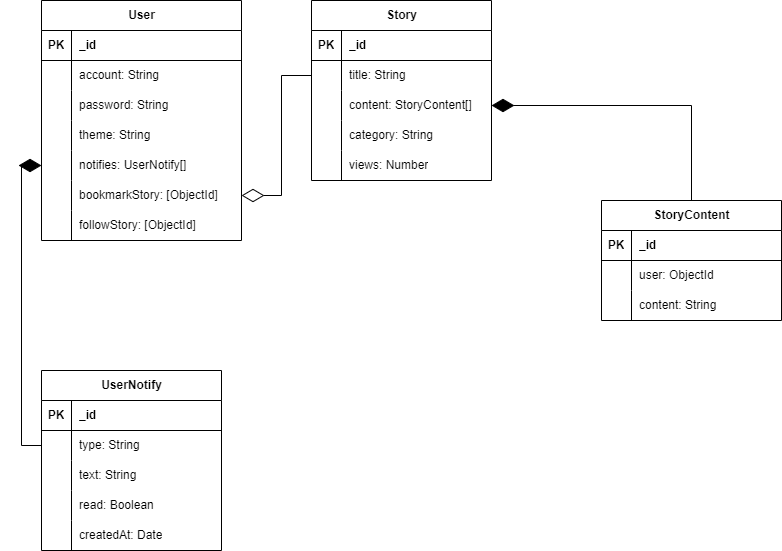 User
PK _id
account: String
password: String
theme: String
notifies: UserNotify[]
bookmarkStory: [ObjectId]
followStory: [ObjectId]
Story
PK _id
title: String
content: StoryContent[]
category: String
views: Number
StoryContent
PK _id
user: ObjectId
content: String
UserNotify
PK _id
type: String
text: String
read: Boolean
createdAt: Date